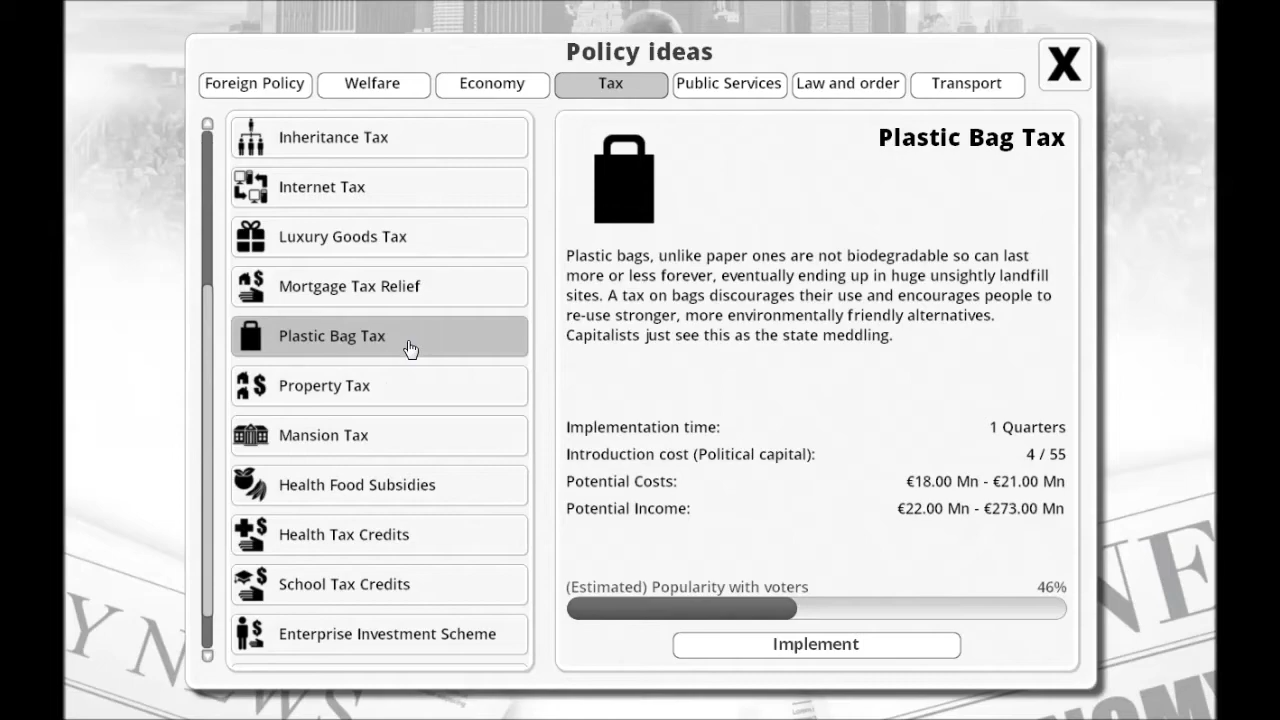 Policy ideas
X
Foreign Policy
Welfare
Economy
Tax
Public Services
Law and order
Transport
Inheritance Tax
Internet Tax
Luxury Goods Tax
Mortgage Tax Relief
Plastic Bag Tax
Property Tax
Mansion Tax
Health Food Subsidies
Health Tax Credits
School Tax Credits
Enterprise Investment Scheme
Plastic Bag Tax
Plastic bags, unlike paper ones are not biodegradable so can last
more or less forever, eventually ending up in huge unsightly landfill
sites. A tax on bags discourages their use and encourages people to
re-use stronger, more environmentally friendly alternatives.
Capitalists just see this as the state meddling.
Implementation time: 1 Quarters
Introduction cost (Political capital): 4 / 55
Potential Costs: €18.00 Mn - €21.00 Mn
Potential Income: €22.00 Mn - €273.00 Mn
(Estimated) Popularity with voters 46%
Implement